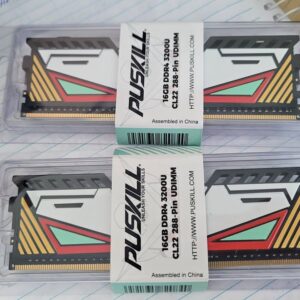 PUSKILL
UNLEASH YOUR SKILLS
16GB DDR4 3200U
CL22 288-Pin UDIMM
HTTP://WWW.PUSKILL.COM
Assembled in China
PUSKILL
UNLEASH YOUR SKILLS
16GB DDR4 3200U
CL22 288-Pin UDIMM
HTTP://WWW.PUSKILL.COM
Assembled in China